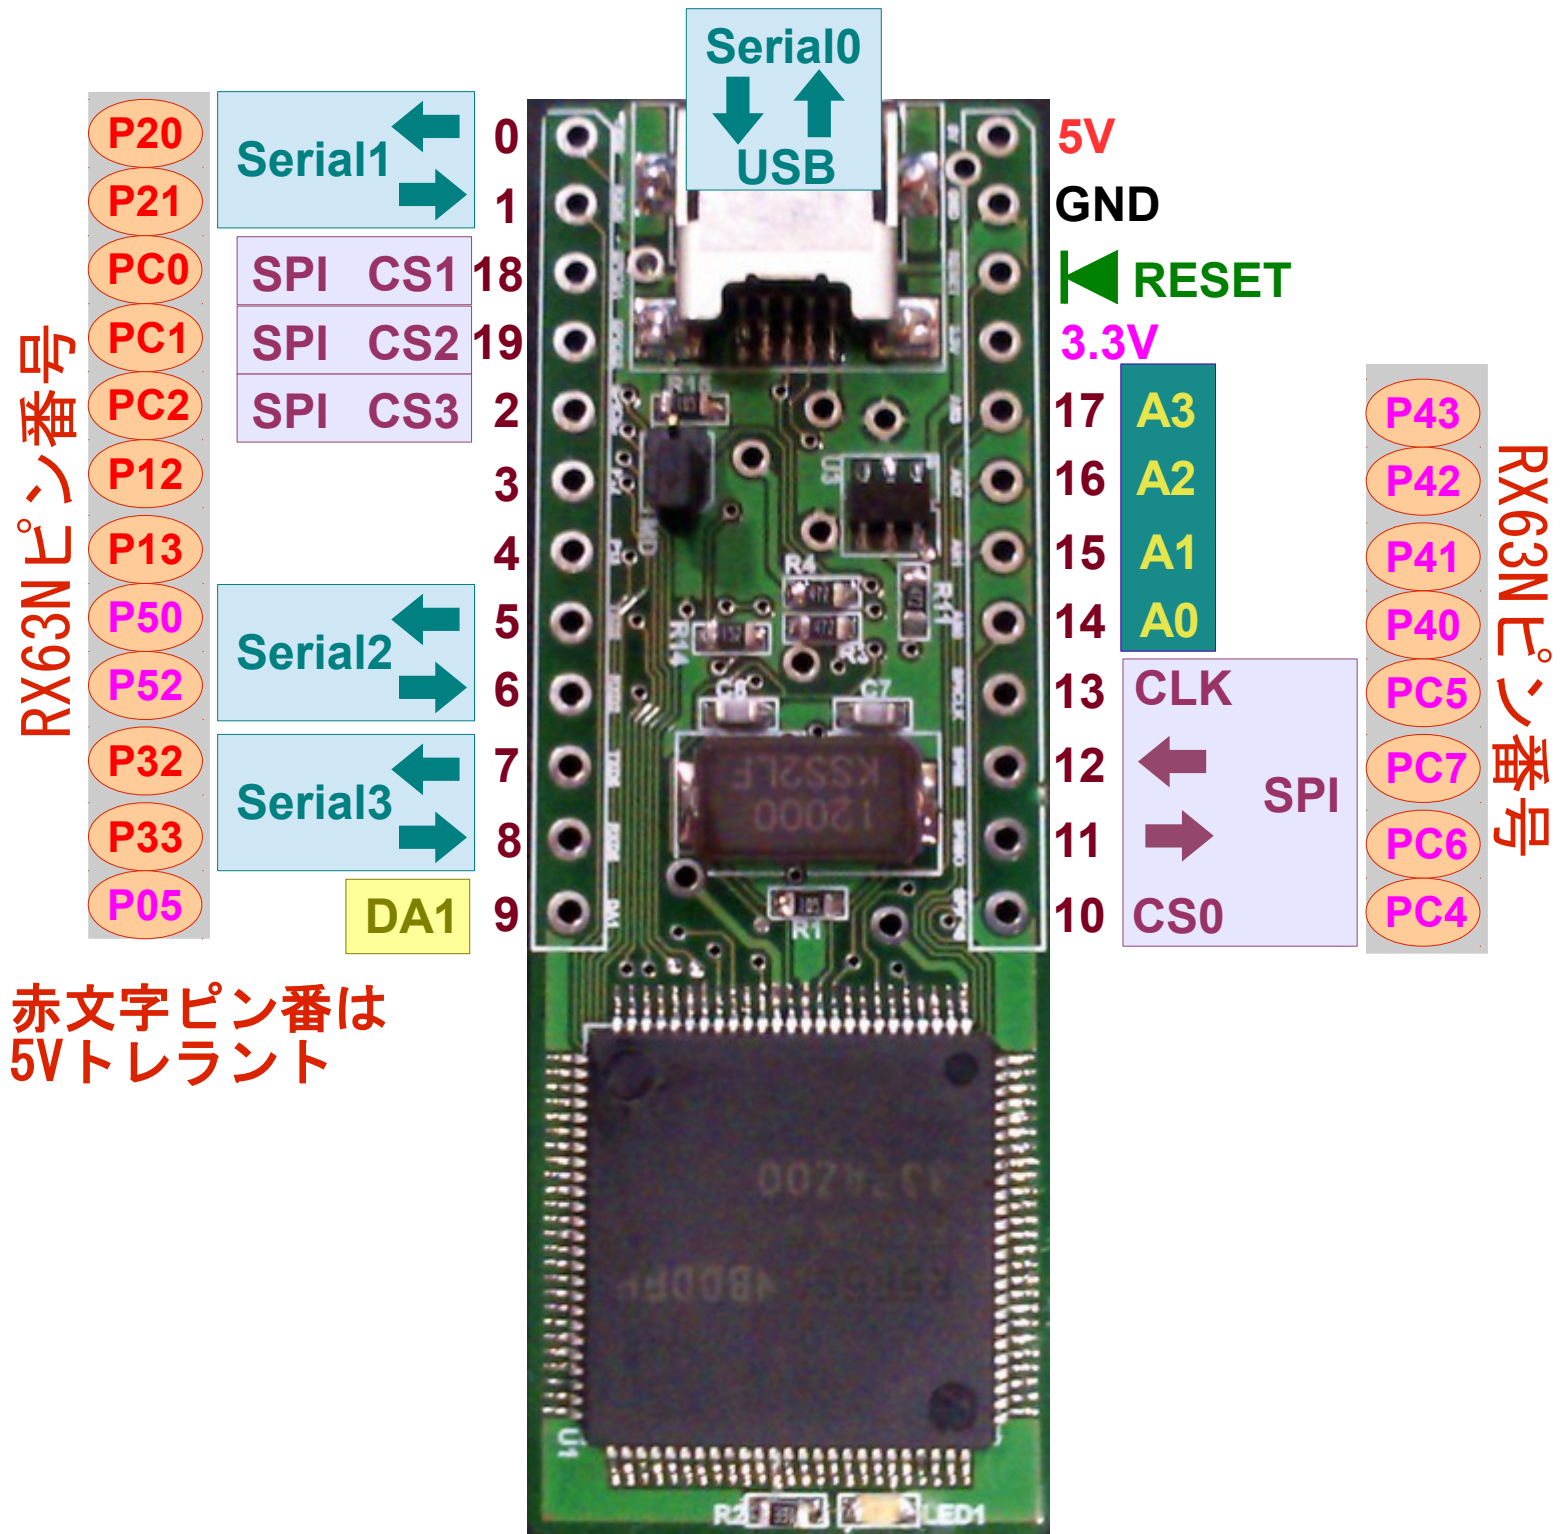 Serial0
USB
P20
Serial1
0
5V
P21
1
GND
PC0
SPI CS1
18
RESET
PC1
SPI CS2
19
3.3V
PC2
SPI CS3
2
17
A3
P43
P12
3
16
A2
P42
P13
4
15
A1
P41
P50
Serial2
5
14
A0
P40
P52
6
13
CLK
PC5
P32
Serial3
7
12
SPI
PC7
P33
8
11
PC6
P05
DA1
9
10
CS0
PC4
RX63Nピン番号
RX63Nピン番号
赤文字ピン番は
5Vトレラント
R15
U3
R4
R11
R14
R3
C6
C7
KSS2LF
12000
R1
U1
R2
LED1